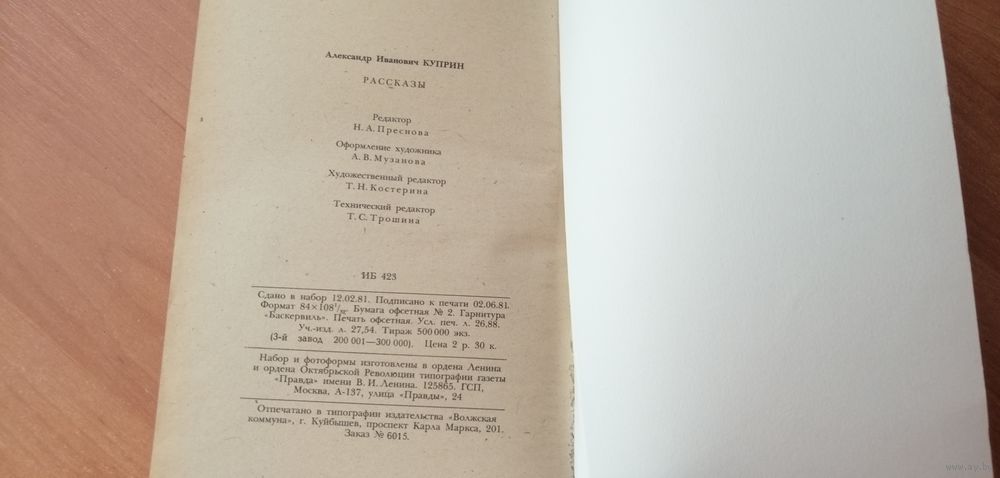 Александр Иванович КУПРИН
РАССКАЗЫ
Редактор
Н. А. Преснова
Оформление художника
А. В. Музанова
Художественный редактор
Т. Н. Костерина
Технический редактор
Т. С. Трошина
ИБ 423
Сдано в набор 12.02.81. Подписано к печати 02.06.81.
Формат 84×108¹/₃₂. Бумага офсетная № 2. Гарнитура
«Баскервиль». Печать офсетная. Усл. печ. л. 26,88.
Уч.-изд. л. 27,54. Тираж 500 000 экз.
(3-й завод 200 001—300 000). Цена 2 р. 30 к.
Набор и фотоформы изготовлены в ордена Ленина
и ордена Октябрьской Революции типографии газеты
«Правда» имени В. И. Ленина. 125865. ГСП,
Москва, А-137, улица «Правды», 24
Отпечатано в типографии издательства «Волжская
коммуна», г. Куйбышев, проспект Карла Маркса, 201.
Заказ № 6015.
www.ay.by